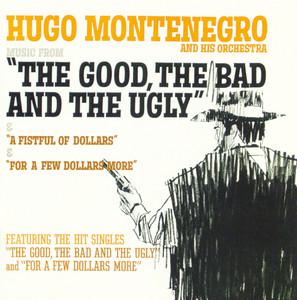 HUGO MONTENEGRO
AND HIS ORCHESTRA
MUSIC FROM
"THE GOOD, THE BAD
AND THE UGLY"
&
"A FISTFUL OF DOLLARS"
&
"FOR A FEW DOLLARS MORE"
FEATURING THE HIT SINGLES
"THE GOOD, THE BAD AND THE UGLY"
and "FOR A FEW DOLLARS MORE"